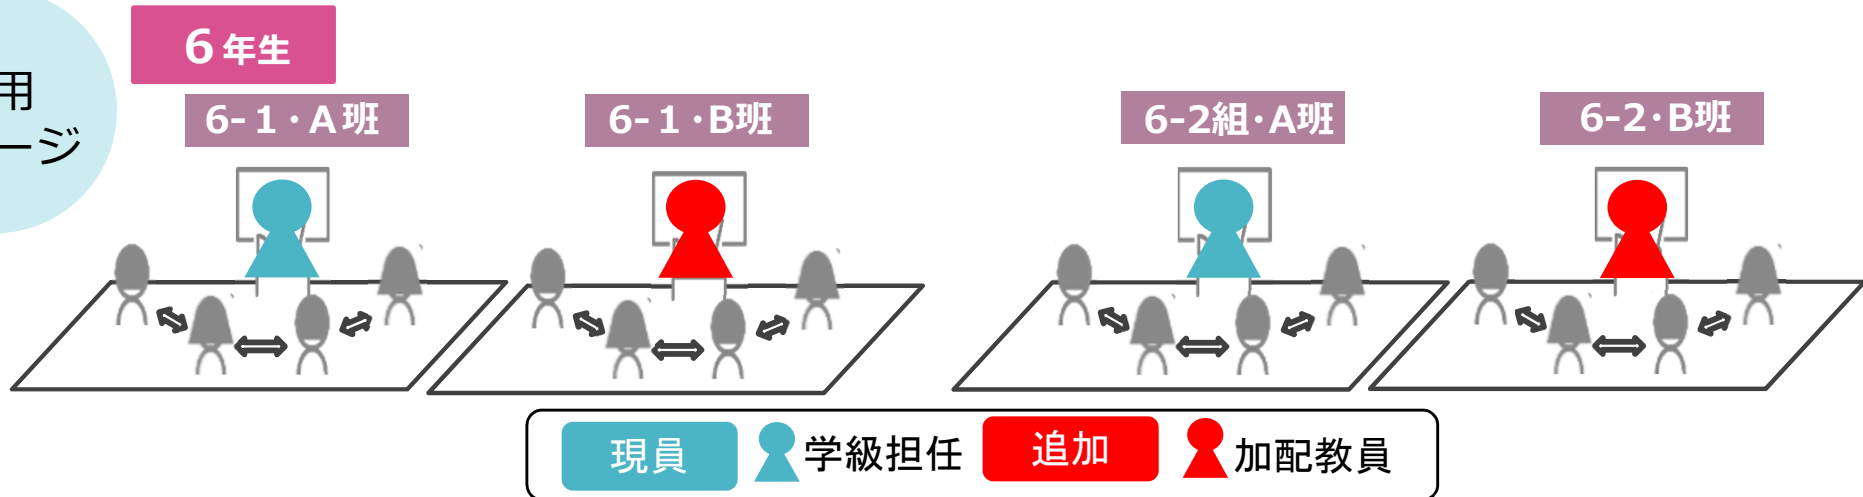 用
ージ
6年生
6-1・A班
6-1・B班
6-2組・A班
6-2・B班
現員
学級担任
追加
加配教員